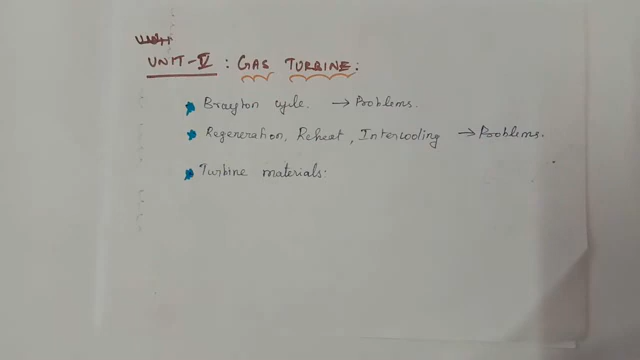 UNIT-V : GAS TURBINE:
Brayton cycle. → Problems.
Regeneration, Reheat, Intercooling → Problems.
Turbine materials: